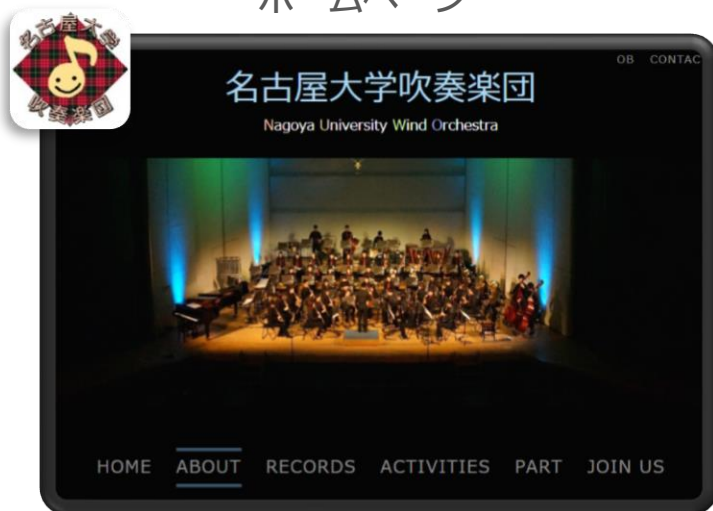 ホームページ
名古屋大学
吹奏楽団
OB CONTAC
名古屋大学吹奏楽団
Nagoya University Wind Orchestra
HOME ABOUT RECORDS ACTIVITIES PART JOIN US